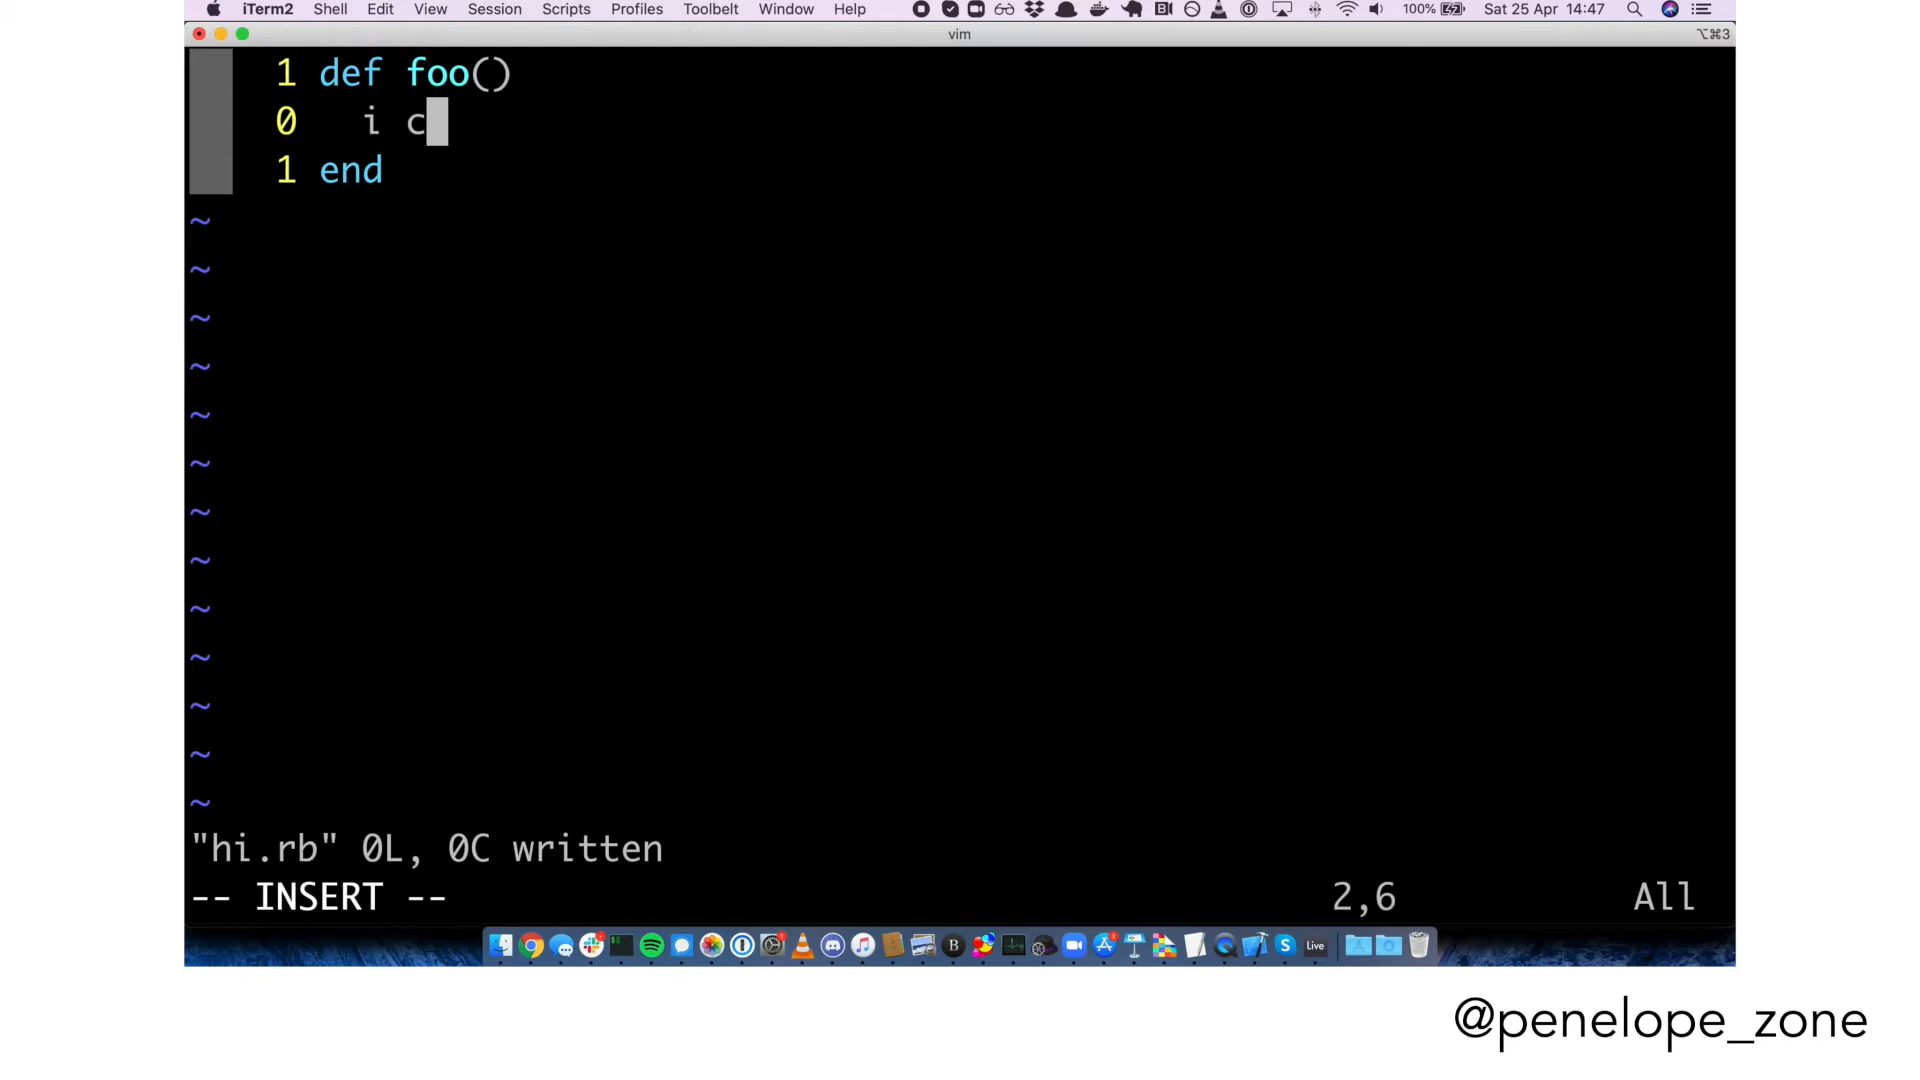 iTerm2 Shell Edit View Session Scripts Profiles Toolbelt Window Help 100% Sat 25 Apr 14:47
vim ⌥⌘3
1 def foo()
0   i c
1 end
~
~
~
~
~
~
~
~
~
~
~
~
~
"hi.rb" 0L, 0C written
-- INSERT -- 2,6 All
Live
@penelope_zone